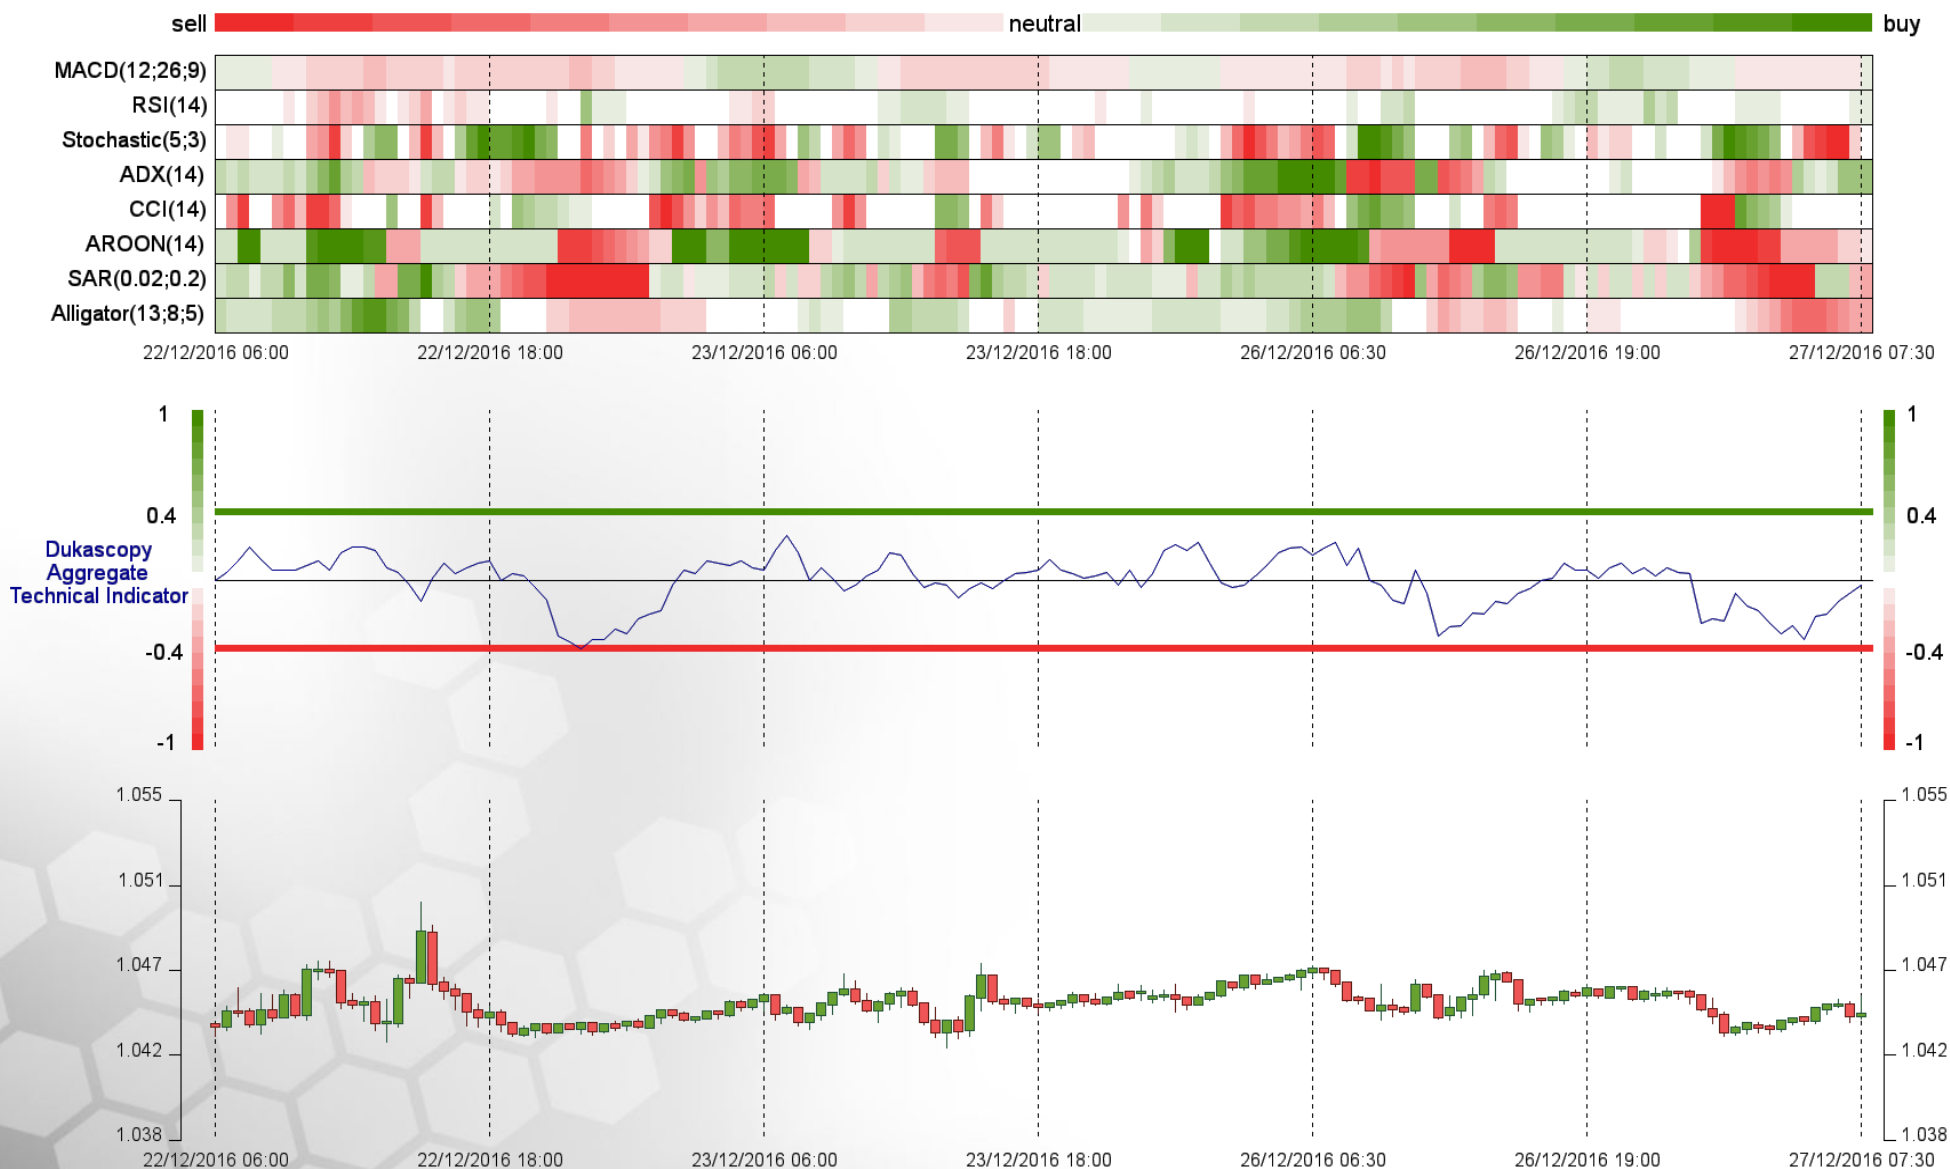 sell neutral buy
MACD(12;26;9)
RSI(14)
Stochastic(5;3)
ADX(14)
CCI(14)
AROON(14)
SAR(0.02;0.2)
Alligator(13;8;5)
22/12/2016 06:00 22/12/2016 18:00 23/12/2016 06:00 23/12/2016 18:00 26/12/2016 06:30 26/12/2016 19:00 27/12/2016 07:30
1 1
0.4 0.4
Dukascopy
Aggregate
Technical Indicator
-0.4 -0.4
-1 -1
1.055 1.055
1.051 1.051
1.047 1.047
1.042 1.042
1.038 1.038
22/12/2016 06:00 22/12/2016 18:00 23/12/2016 06:00 23/12/2016 18:00 26/12/2016 06:30 26/12/2016 19:00 27/12/2016 07:30